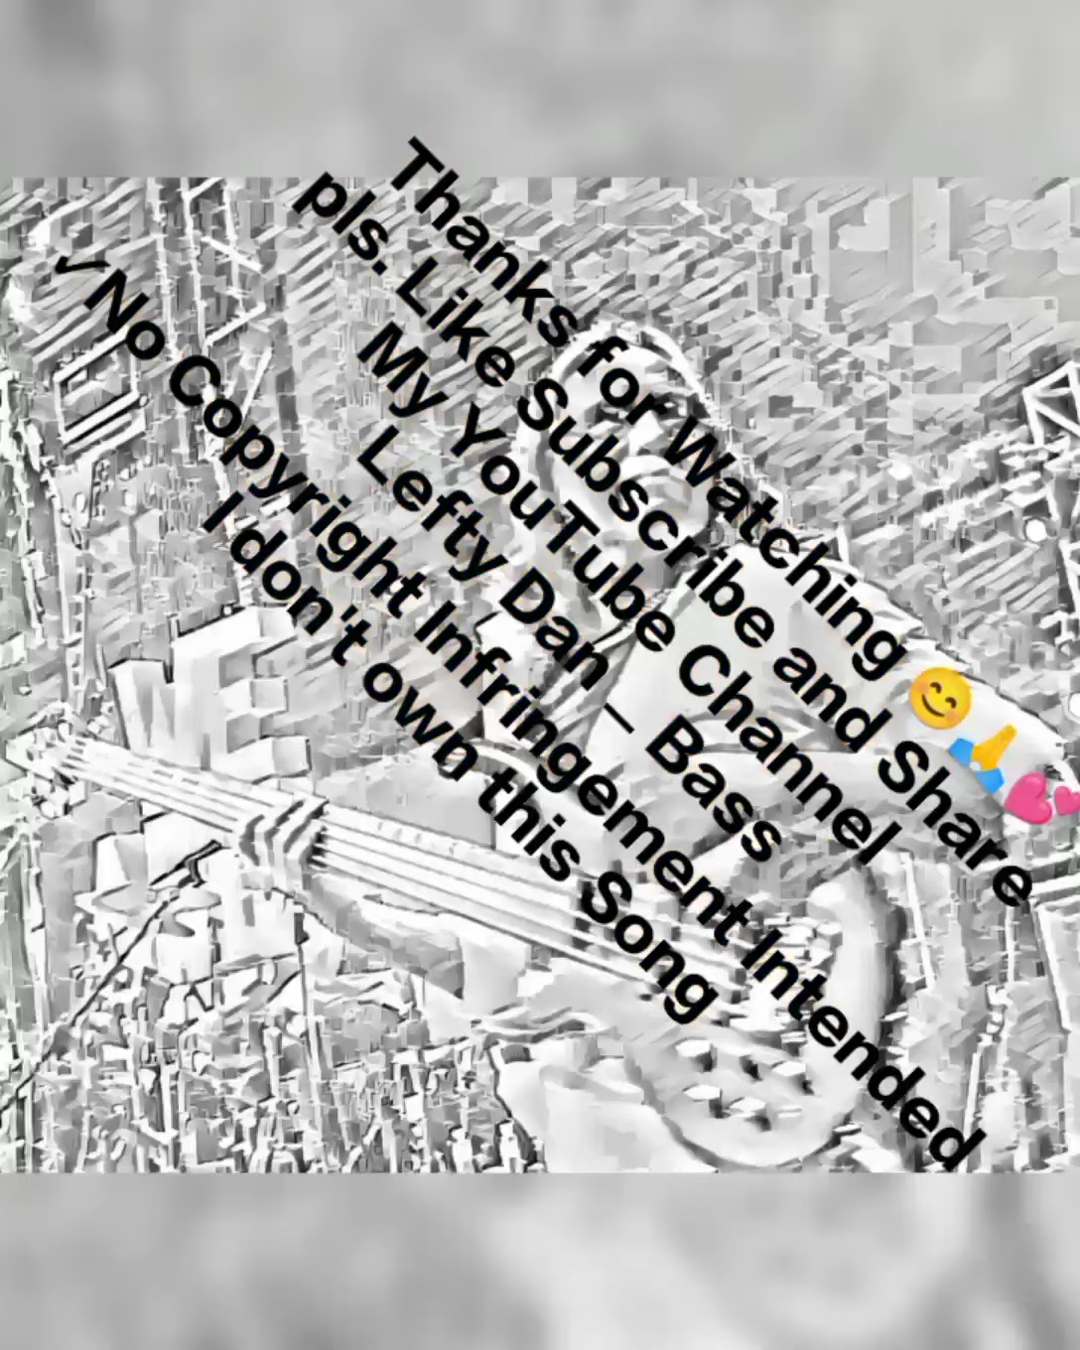 Thanks for Watching 😊🙏💕
pls. Like Subscribe and Share
My YouTube Channel
Lefty Dan – Bass
✓No Copyright Infringement Intended
I don't own this Song